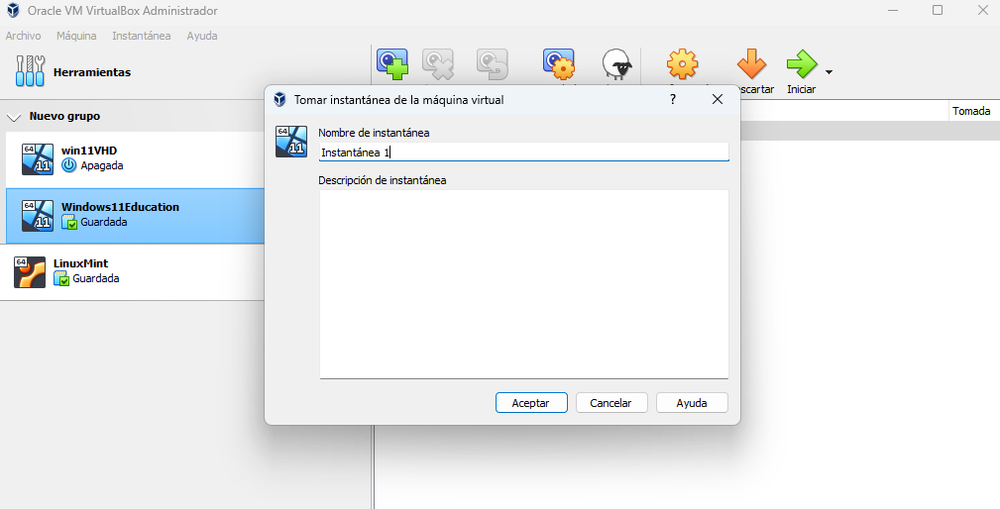 Oracle VM VirtualBox Administrador
Archivo Máquina Instantánea Ayuda
Herramientas
Iniciar
Nuevo grupo
Tomada
64
11
win11VHD
Apagada
64
11
Windows11Education
Guardada
64
LinuxMint
Guardada
Tomar instantánea de la máquina virtual ?
64
11
Nombre de instantánea
Instantánea 1
Descripción de instantánea
Aceptar Cancelar Ayuda